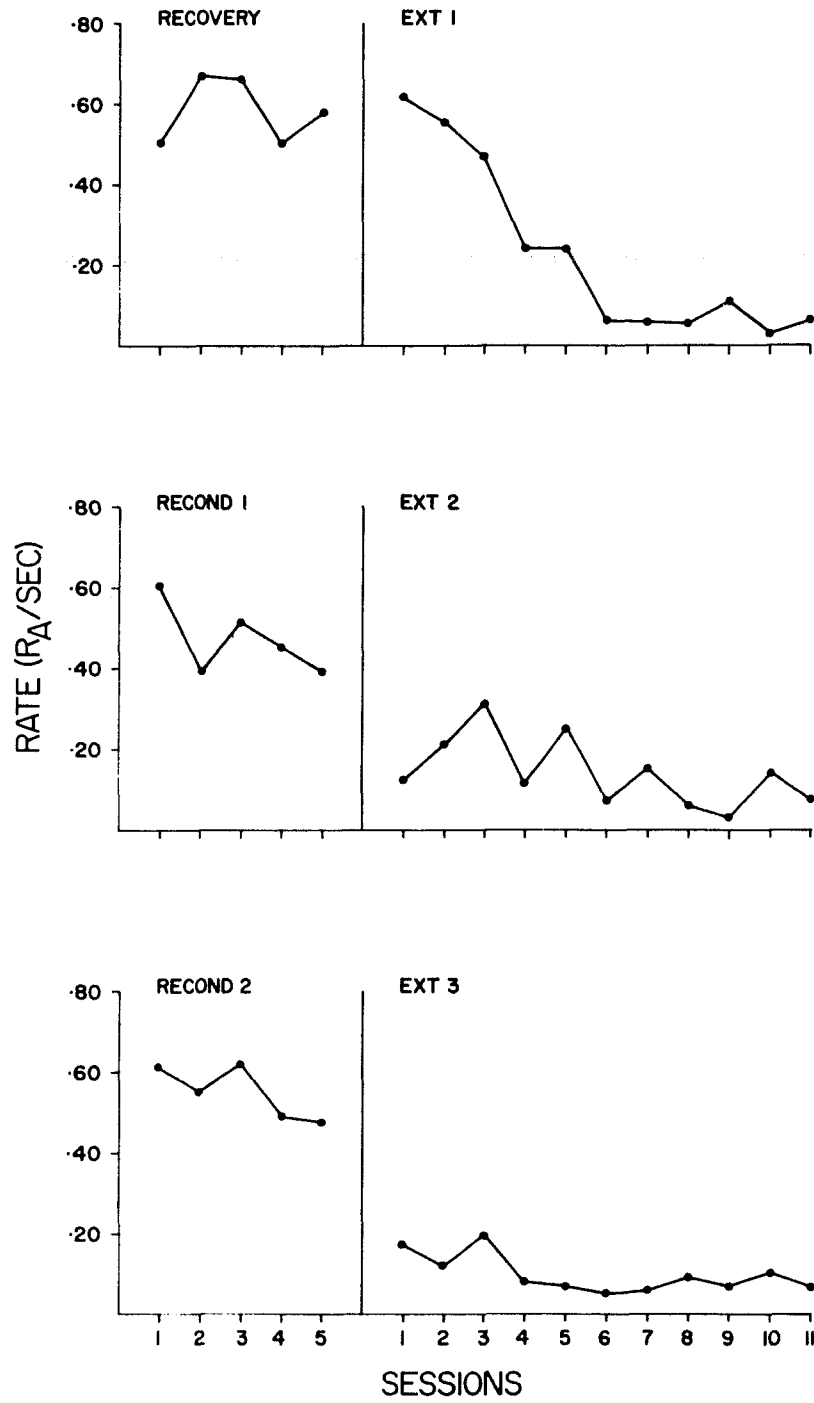 RECOVERY EXT 1
·80
·60
·40
·20
RECOND 1 EXT 2
·80
·60
·40
·20
RATE (RA/SEC)
RECOND 2 EXT 3
·80
·60
·40
·20
1 2 3 4 5 1 2 3 4 5 6 7 8 9 10 11
SESSIONS